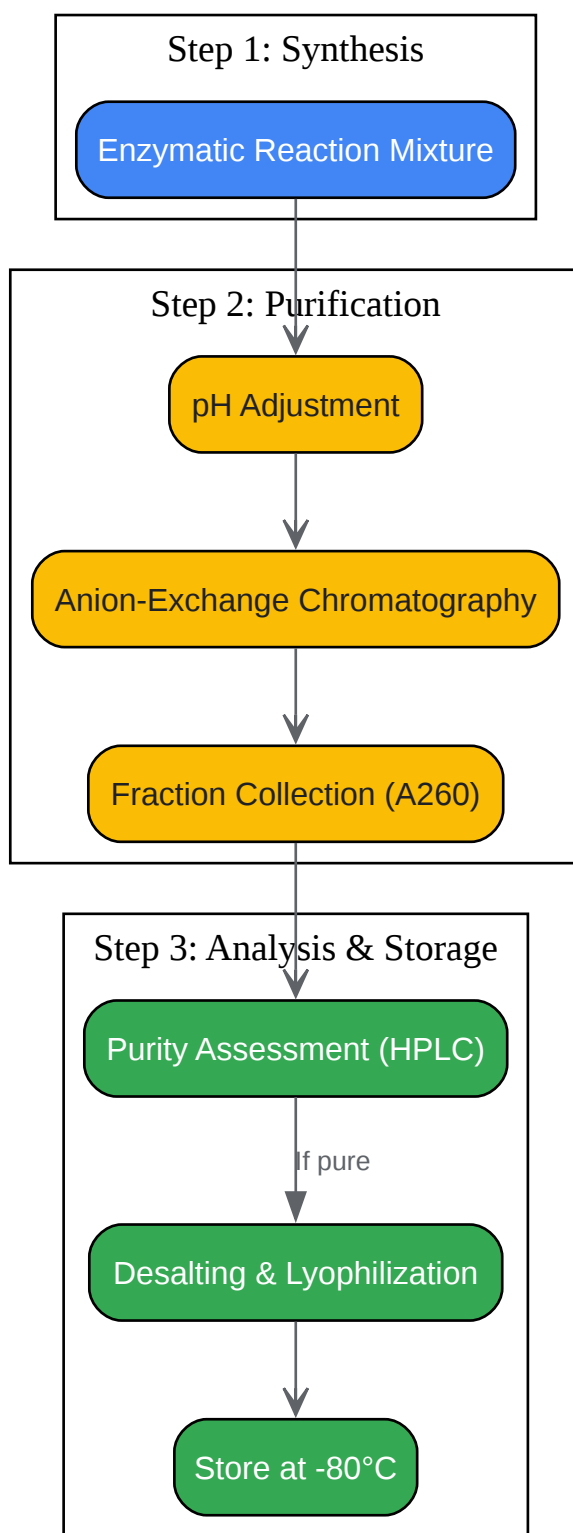 Step 1: Synthesis
Enzymatic Reaction Mixture
Step 2: Purification
pH Adjustment
Anion-Exchange Chromatography
Fraction Collection (A260)
Step 3: Analysis & Storage
Purity Assessment (HPLC)
If pure
Desalting & Lyophilization
Store at -80°C